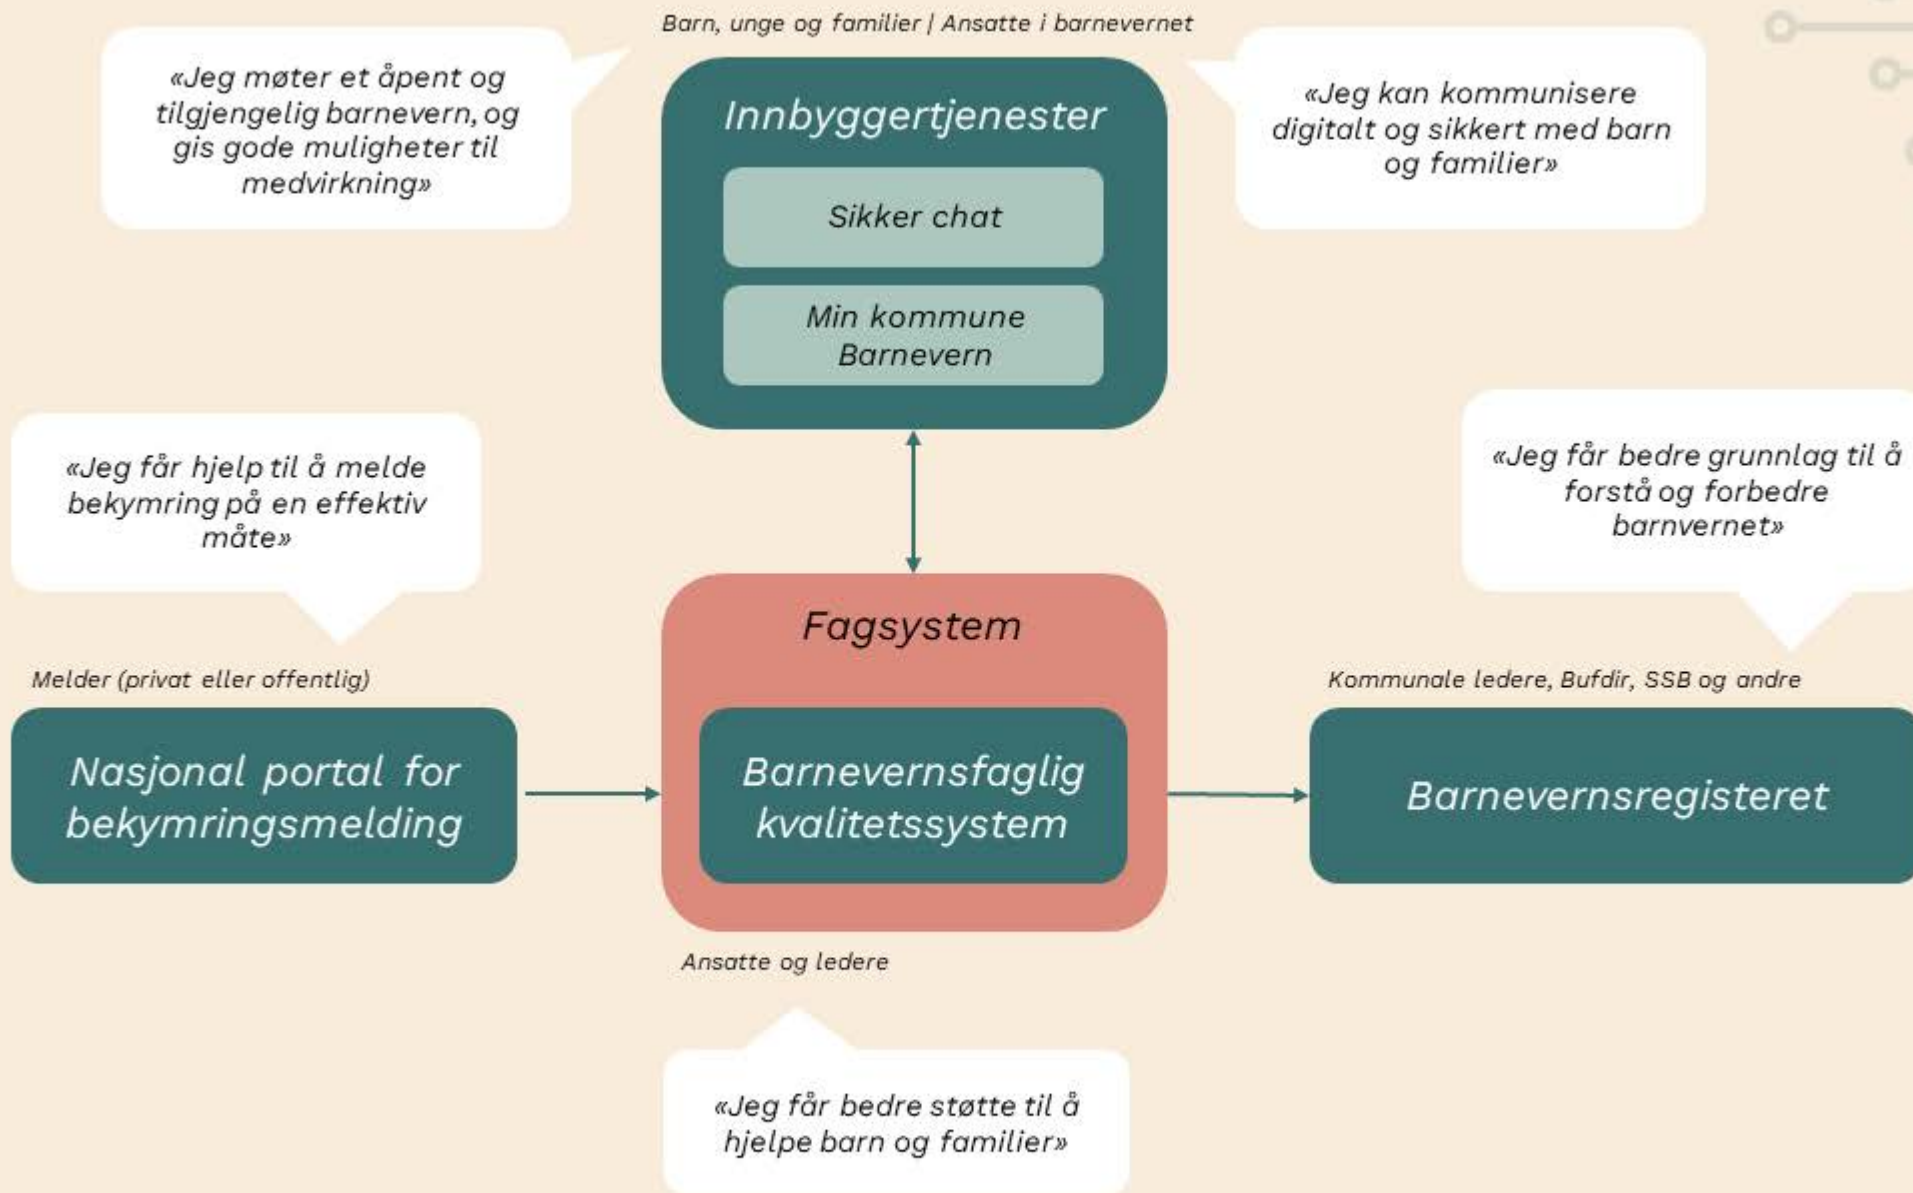 Barn, unge og familier | Ansatte i barnevernet
«Jeg møter et åpent og
tilgjengelig barnevern, og
gis gode muligheter til
medvirkning»
Innbyggertjenester
Sikker chat
Min kommune
Barnevern
«Jeg kan kommunisere
digitalt og sikkert med barn
og familier»
«Jeg får hjelp til å melde
bekymring på en effektiv
måte»
«Jeg får bedre grunnlag til å
forstå og forbedre
barnvernet»
Melder (privat eller offentlig)
Nasjonal portal for
bekymringsmelding
Fagsystem
Barnevernsfaglig
kvalitetssystem
Kommunale ledere, Bufdir, SSB og andre
Barnevernsregisteret
Ansatte og ledere
«Jeg får bedre støtte til å
hjelpe barn og familier»